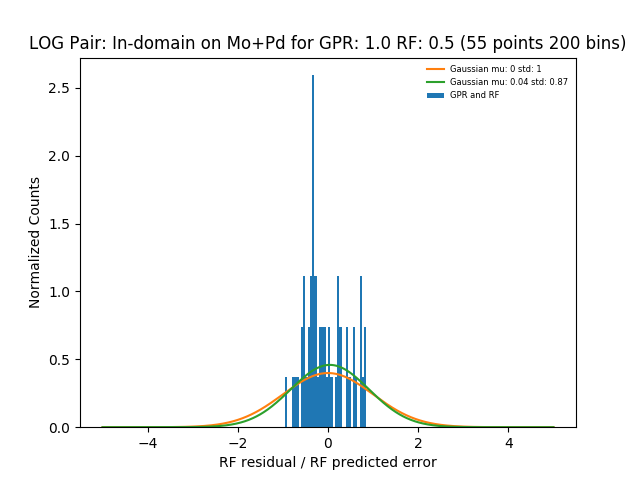 LOG Pair: In-domain on Mo+Pd for GPR: 1.0 RF: 0.5 (55 points 200 bins)
Gaussian mu: 0 std: 1
Gaussian mu: 0.04 std: 0.87
GPR and RF
Normalized Counts
2.5
2.0
1.5
1.0
0.5
0.0
−4
−2
0
2
4
RF residual / RF predicted error